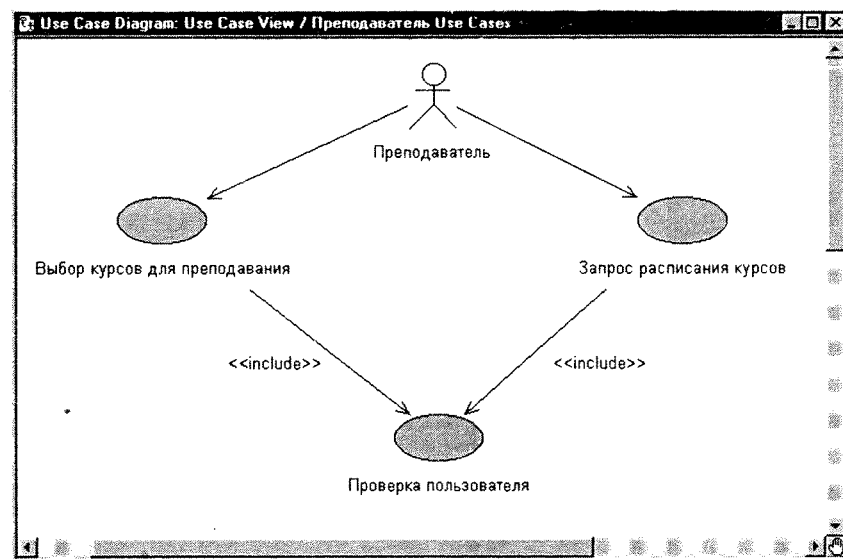 Use Case Diagram: Use Case View / Преподаватель Use Cases
Преподаватель
Выбор курсов для преподавания
Запрос расписания курсов
<<include>>
<<include>>
Проверка пользователя